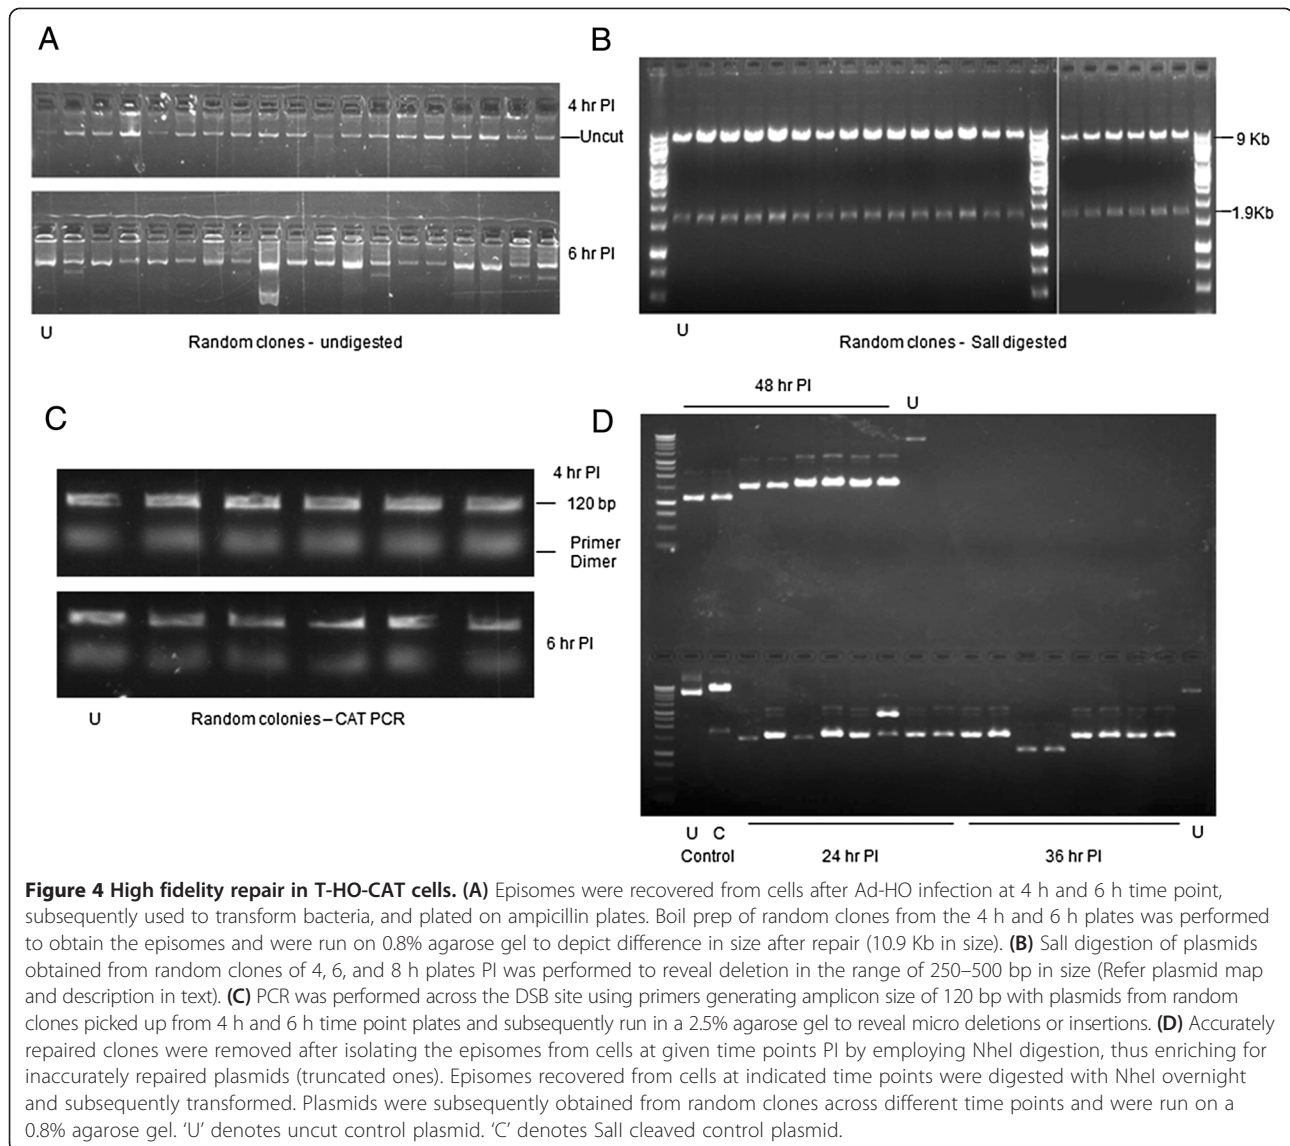 A
4 hr PI
Uncut
6 hr PI
U
Random clones - undigested
B
9 Kb
1.9Kb
U
Random clones - SalI digested
C
4 hr PI
120 bp
Primer
Dimer
6 hr PI
U
Random colonies – CAT PCR
D
48 hr PI
U
U
C
Control
24 hr PI
36 hr PI
U
Figure 4 High fidelity repair in T-HO-CAT cells. (A) Episomes were recovered from cells after Ad-HO infection at 4 h and 6 h time point,
subsequently used to transform bacteria, and plated on ampicillin plates. Boil prep of random clones from the 4 h and 6 h plates was performed
to obtain the episomes and were run on 0.8% agarose gel to depict difference in size after repair (10.9 Kb in size). (B) SalI digestion of plasmids
obtained from random clones of 4, 6, and 8 h plates PI was performed to reveal deletion in the range of 250–500 bp in size (Refer plasmid map
and description in text). (C) PCR was performed across the DSB site using primers generating amplicon size of 120 bp with plasmids from random
clones picked up from 4 h and 6 h time point plates and subsequently run in a 2.5% agarose gel to reveal micro deletions or insertions. (D) Accurately
repaired clones were removed after isolating the episomes from cells at given time points PI by employing NheI digestion, thus enriching for
inaccurately repaired plasmids (truncated ones). Episomes recovered from cells at indicated time points were digested with NheI overnight
and subsequently transformed. Plasmids were subsequently obtained from random clones across different time points and were run on a
0.8% agarose gel. 'U' denotes uncut control plasmid. 'C' denotes SalI cleaved control plasmid.